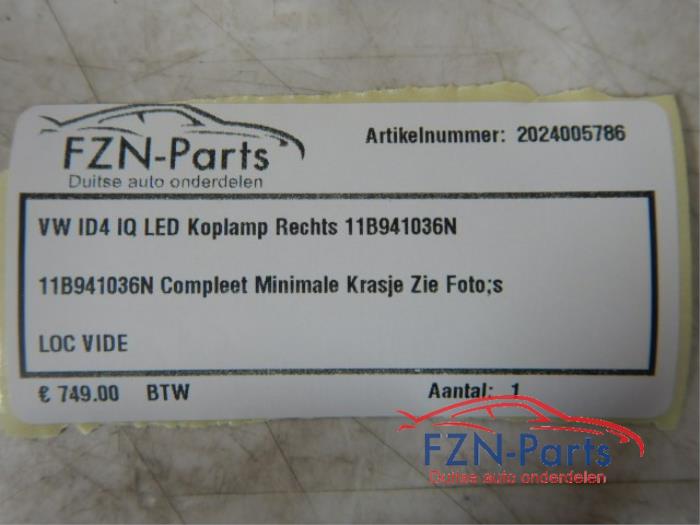 FZN-Parts
Duitse auto onderdelen
Artikelnummer: 2024005786
VW ID4 IQ LED Koplamp Rechts 11B941036N
11B941036N Compleet Minimale Krasje Zie Foto;s
LOC VIDE
€ 749.00 BTW Aantal: 1
FZN-Parts
Duitse auto onderdelen